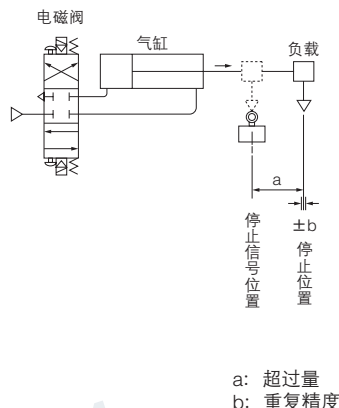 电磁阀
气缸
负载
a
±b
停止信号位置
停止位置
a: 超过量
b: 重复精度